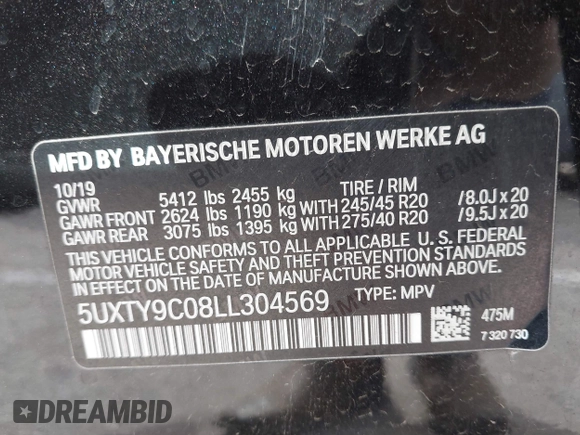 MFD BY BAYERISCHE MOTOREN WERKE AG
10/19
GVWR 5412 lbs 2455 kg TIRE / RIM
GAWR FRONT 2624 lbs 1190 kg WITH 245/45 R20 /8.0J x 20
GAWR REAR 3075 lbs 1395 kg WITH 275/40 R20 /9.5J x 20
THIS VEHICLE CONFORMS TO ALL APPLICABLE U.S. FEDERAL
MOTOR VEHICLE SAFETY AND THEFT PREVENTION STANDARDS
IN EFFECT ON THE DATE OF MANUFACTURE SHOWN ABOVE.
5UXTY9C08LL304569 TYPE: MPV
475M
7 320 730
DREAMBID